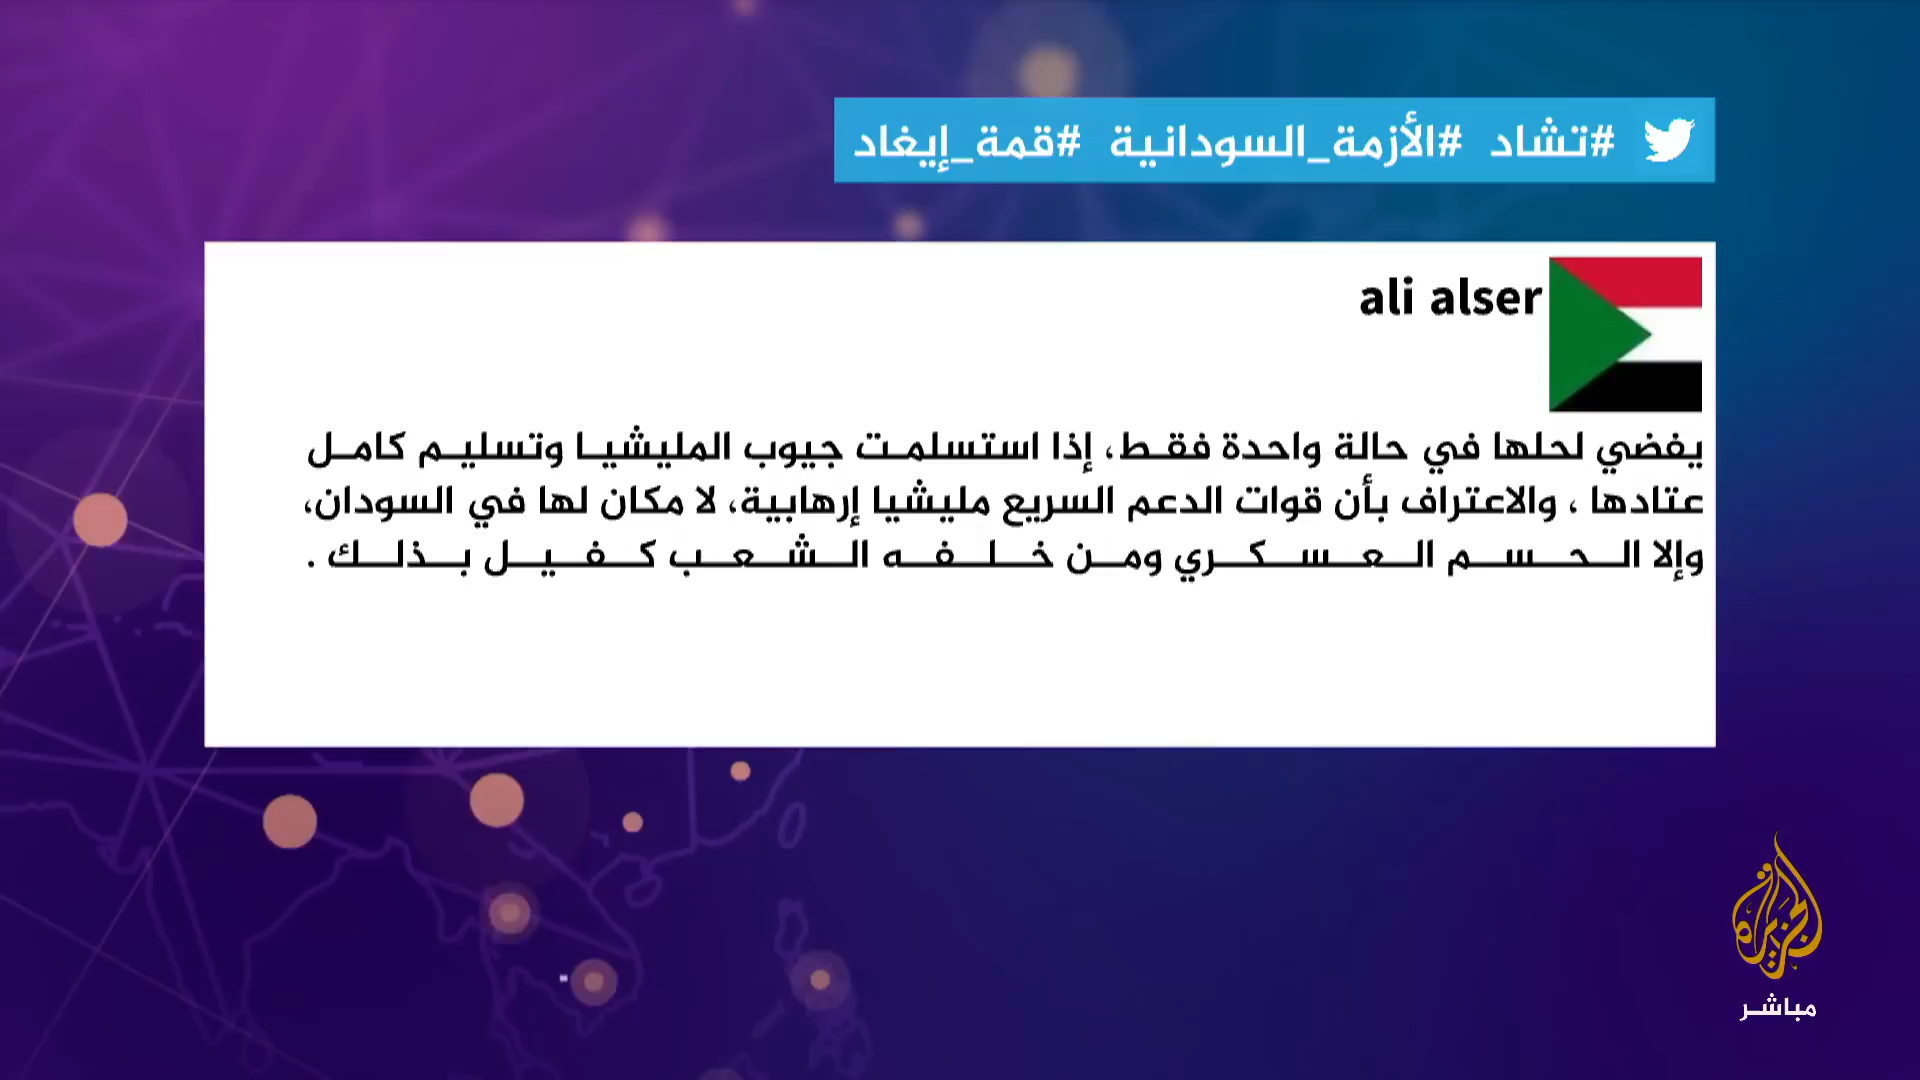 #تشاد #الأزمة_السودانية #قمة_إيغاد
ali alser
يفضي لحلها في حالة واحدة فقط، إذا استسلمت جيوب المليشيا وتسليم كامل
عتادها ، والاعتراف بأن قوات الدعم السريع مليشيا إرهابية، لا مكان لها في السودان،
وإلا الحسم العسكري ومن خلفه الشعب كفيل بذلك .
الجزيرة
مباشر